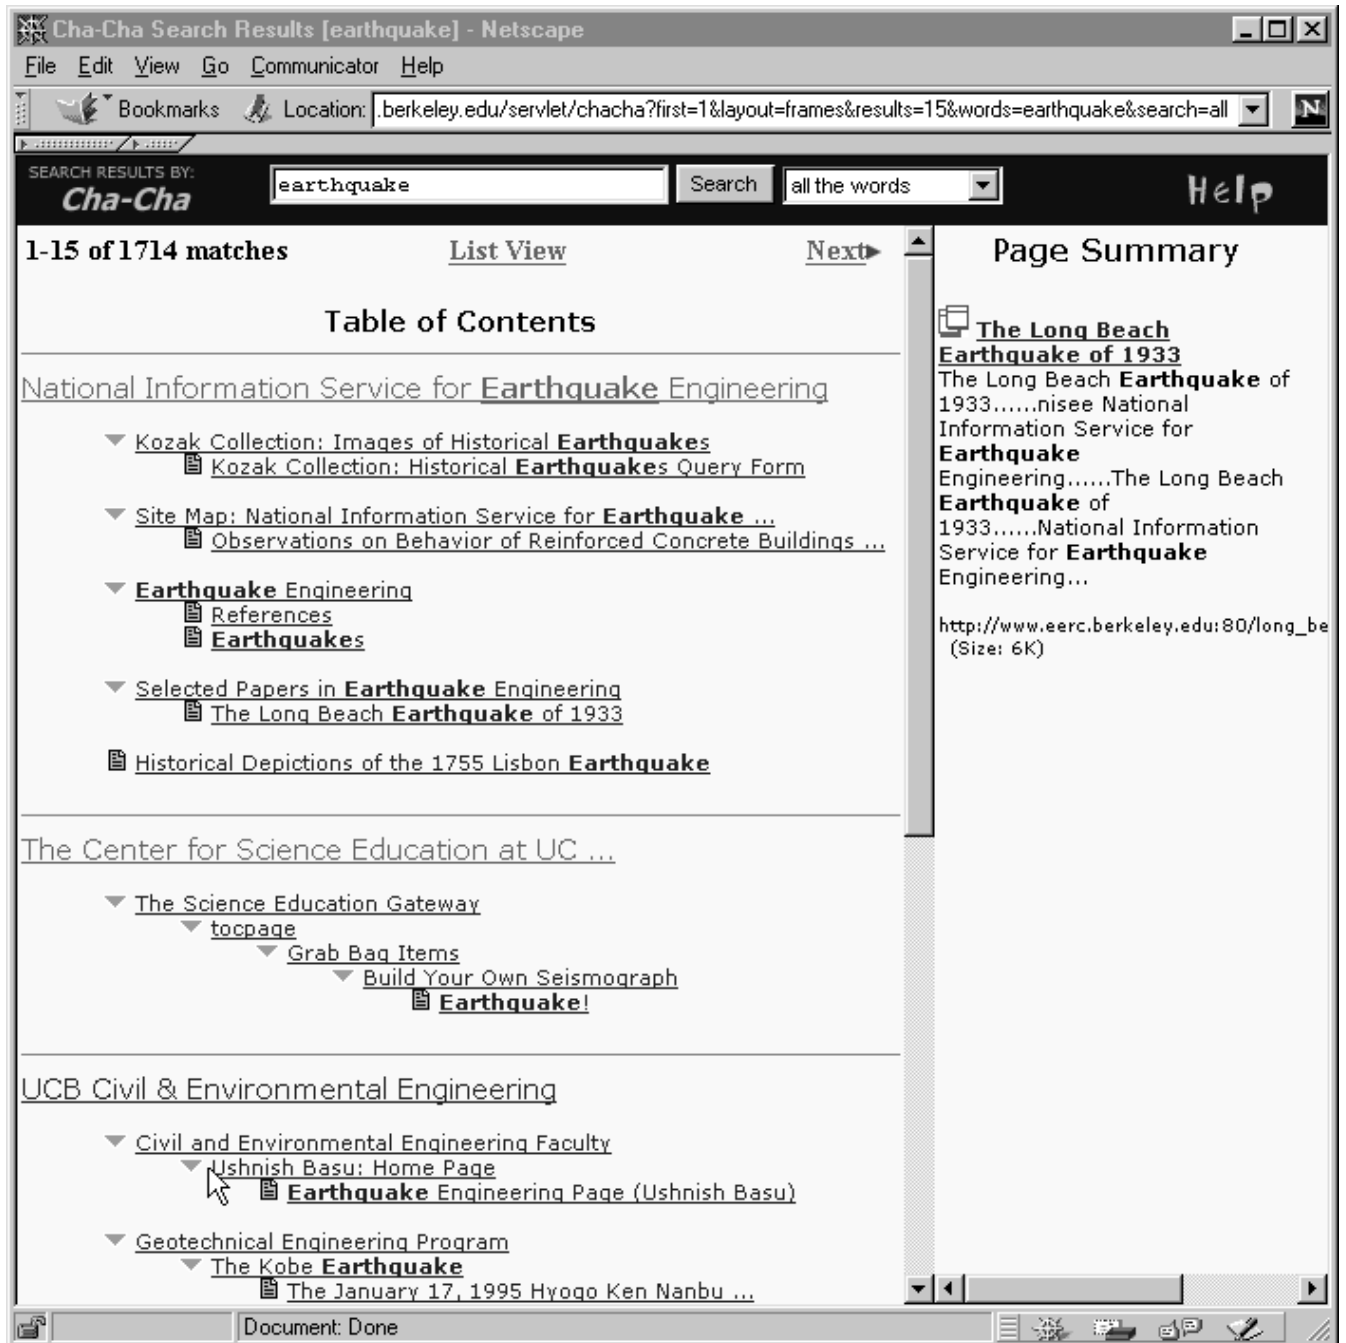 Cha-Cha Search Results [earthquake] - Netscape
File Edit View Go Communicator Help
Bookmarks Location: .berkeley.edu/servlet/chacha?first=1&layout=frames&results=15&words=earthquake&search=all N
SEARCH RESULTS BY:
Cha-Cha
earthquake Search all the words Help
1-15 of 1714 matches List View Next
Table of Contents
National Information Service for Earthquake Engineering
Kozak Collection: Images of Historical Earthquakes
Kozak Collection: Historical Earthquakes Query Form
Site Map: National Information Service for Earthquake ...
Observations on Behavior of Reinforced Concrete Buildings ...
Earthquake Engineering
References
Earthquakes
Selected Papers in Earthquake Engineering
The Long Beach Earthquake of 1933
Historical Depictions of the 1755 Lisbon Earthquake
The Center for Science Education at UC ...
The Science Education Gateway
tocpage
Grab Bag Items
Build Your Own Seismograph
Earthquake!
UCB Civil & Environmental Engineering
Civil and Environmental Engineering Faculty
Ushnish Basu: Home Page
Earthquake Engineering Page (Ushnish Basu)
Geotechnical Engineering Program
The Kobe Earthquake
The January 17, 1995 Hyogo Ken Nanbu ...
Page Summary
The Long Beach
Earthquake of 1933
The Long Beach Earthquake of
1933......nisee National
Information Service for
Earthquake
Engineering......The Long Beach
Earthquake of
1933......National Information
Service for Earthquake
Engineering...
http://www.eerc.berkeley.edu:80/long_be
(Size: 6K)
Document: Done